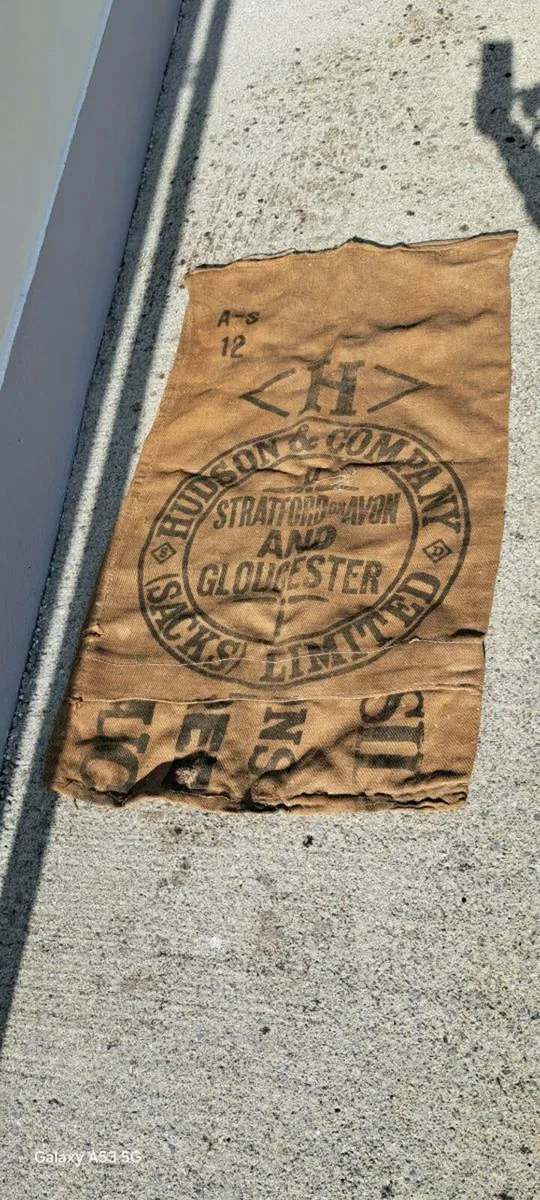 A-S
12
<H>
HUDSON & COMPANY
STRATFORD on AVON
AND
GLOUCESTER
(SACKS) LIMITED
S
D
Galaxy A53 5G